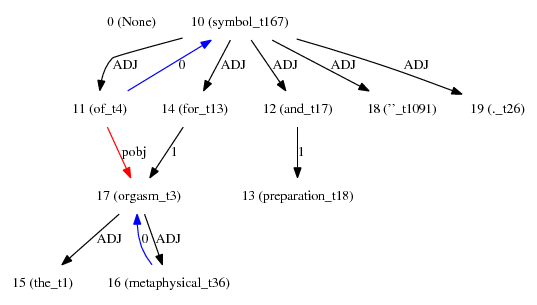 0 (None) 10 (symbol_t167)
ADJ 0 ADJ ADJ ADJ ADJ
11 (of_t4) 14 (for_t13) 12 (and_t17) 18 (''_t1091) 19 (._t26)
pobj 1 1
17 (orgasm_t3) 13 (preparation_t18)
ADJ 0 ADJ
15 (the_t1) 16 (metaphysical_t36)